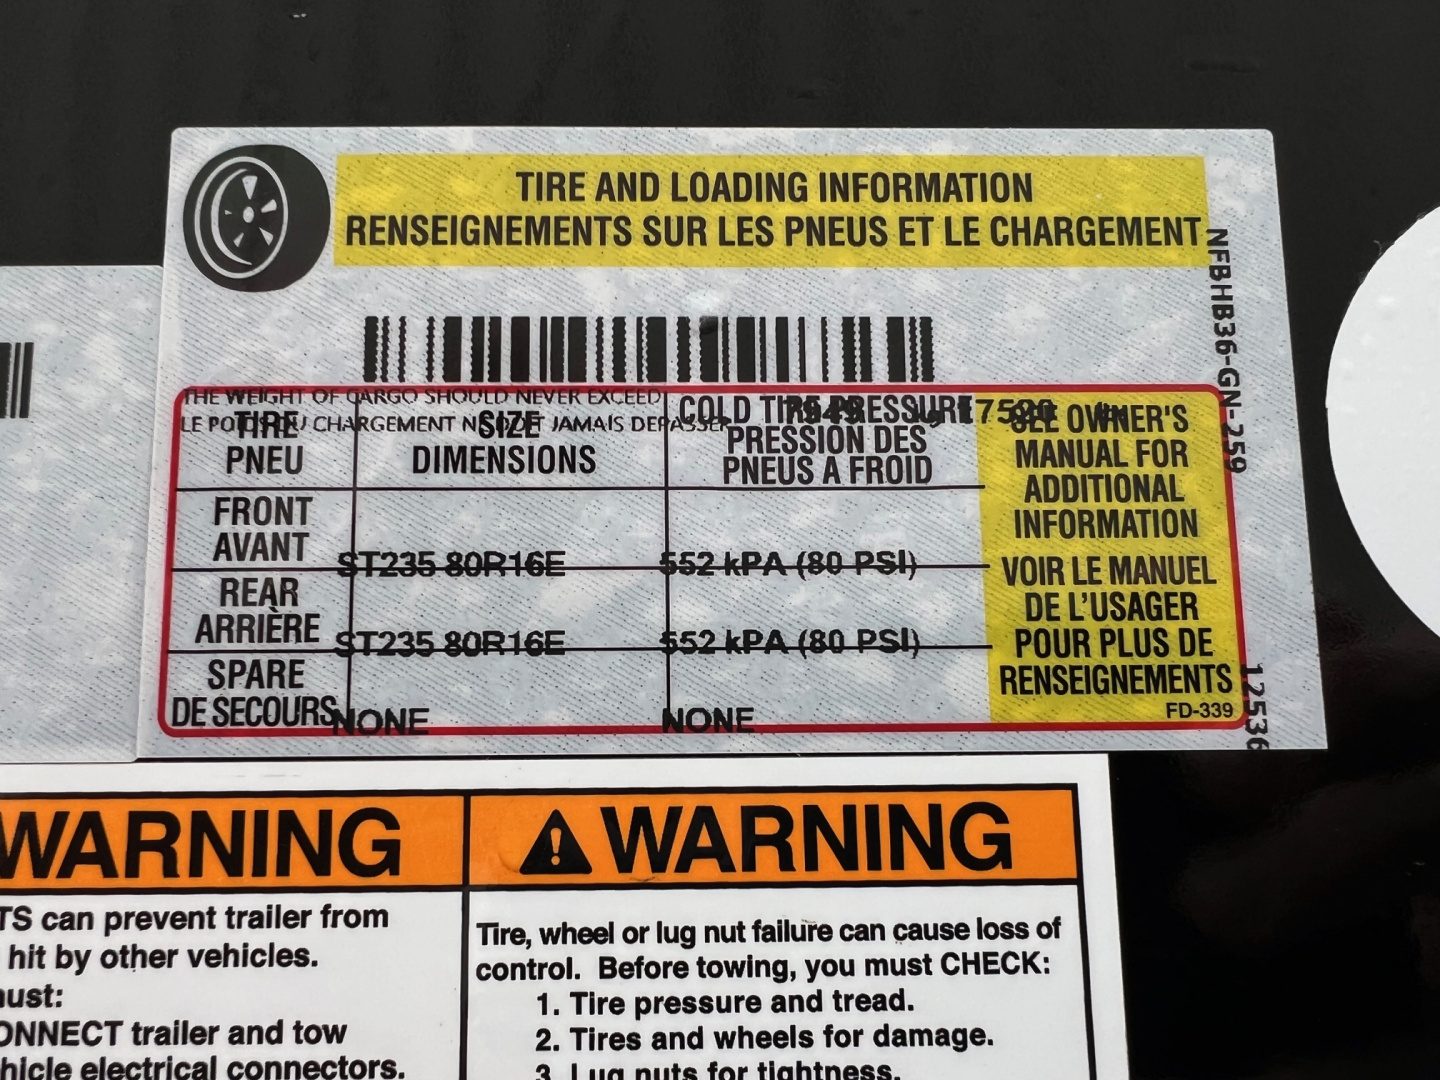 TIRE AND LOADING INFORMATION
RENSEIGNEMENTS SUR LES PNEUS ET LE CHARGEMENT
NFBHB36-GN-259
THE WEIGHT OF CARGO SHOULD NEVER EXCEED
LE POIDS DU CHARGEMENT NE DOIT JAMAIS DEPASSER
TIRE
PNEU
SIZE
DIMENSIONS
COLD TIRE PRESSURE
PRESSION DES
PNEUS A FROID
FRONT
AVANT
ST235 80R16E
552 kPA (80 PSI)
REAR
ARRIÈRE
ST235 80R16E
552 kPA (80 PSI)
SPARE
DE SECOURS
NONE
NONE
SEE OWNER'S
MANUAL FOR
ADDITIONAL
INFORMATION
VOIR LE MANUEL
DE L'USAGER
POUR PLUS DE
RENSEIGNEMENTS
FD-339
12536
WARNING
TS can prevent trailer from
hit by other vehicles.
ust:
ONNECT trailer and tow
hicle electrical connectors.
WARNING
Tire, wheel or lug nut failure can cause loss of
control. Before towing, you must CHECK:
1. Tire pressure and tread.
2. Tires and wheels for damage.
3. Lug nuts for tightness.